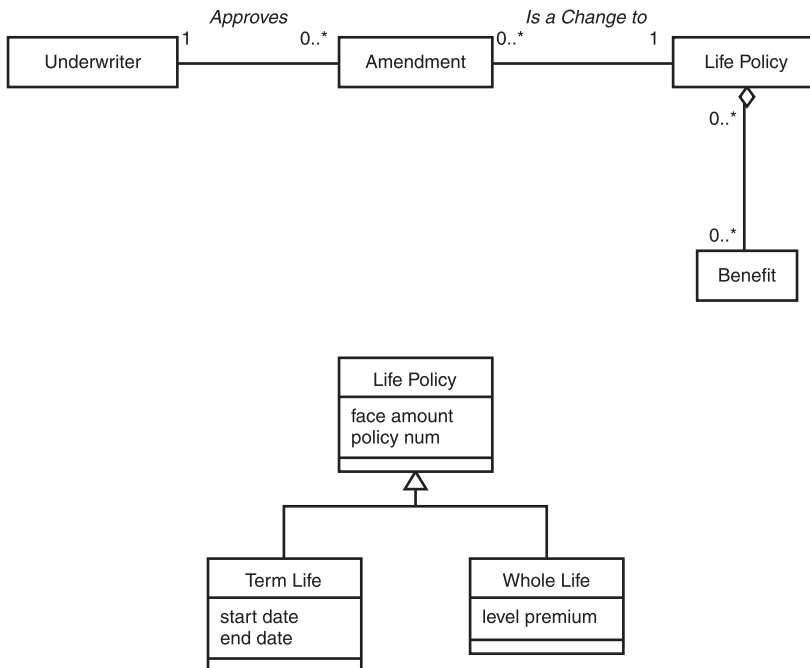 Approves
Is a Change to
1
0..*
0..*
1
Underwriter
Amendment
Life Policy
0..*
0..*
Benefit
Life Policy
face amount
policy num
Term Life
Whole Life
start date
end date
level premium